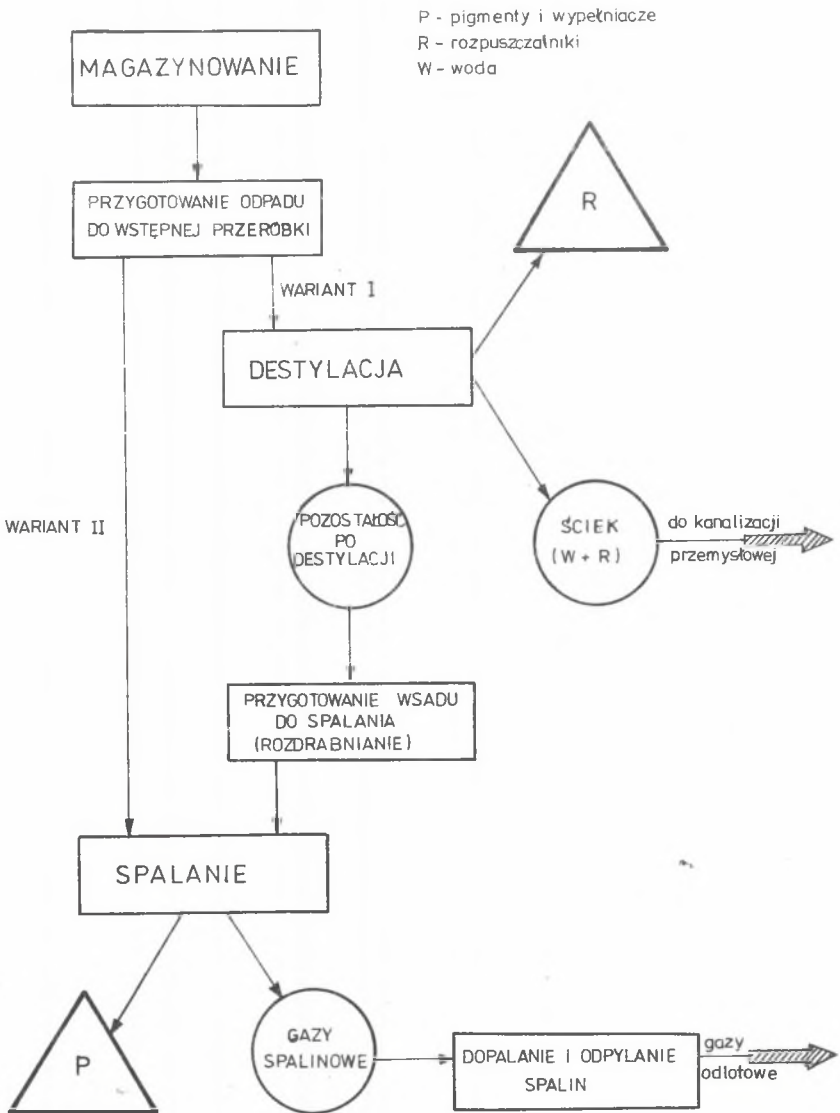 P - pigmenty i wypełniacze
R - rozpuszczalniki
W - woda
MAGAZYNOWANIE
PRZYGOTOWANIE ODPADU
DO WSTĘPNEJ PRZERÓBKI
R
WARIANT I
DESTYLACJA
WARIANT II
POZOSTAŁOŚĆ
PO
DESTYLACJI
ŚCIEK
(W + R)
do kanalizacji
przemysłowej
PRZYGOTOWANIE WSADU
DO SPALANIA
(ROZDRABNIANIE)
SPALANIE
P
GAZY
SPALINOWE
DOPALANIE I ODPYLANIE
SPALIN
gazy
odlotowe